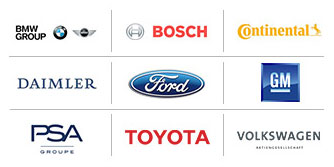 BMW
GROUP
BOSCH
Continental
DAIMLER
Ford
GM
PSA
GROUPE
TOYOTA
VOLKSWAGEN
AKTIENGESELLSCHAFT